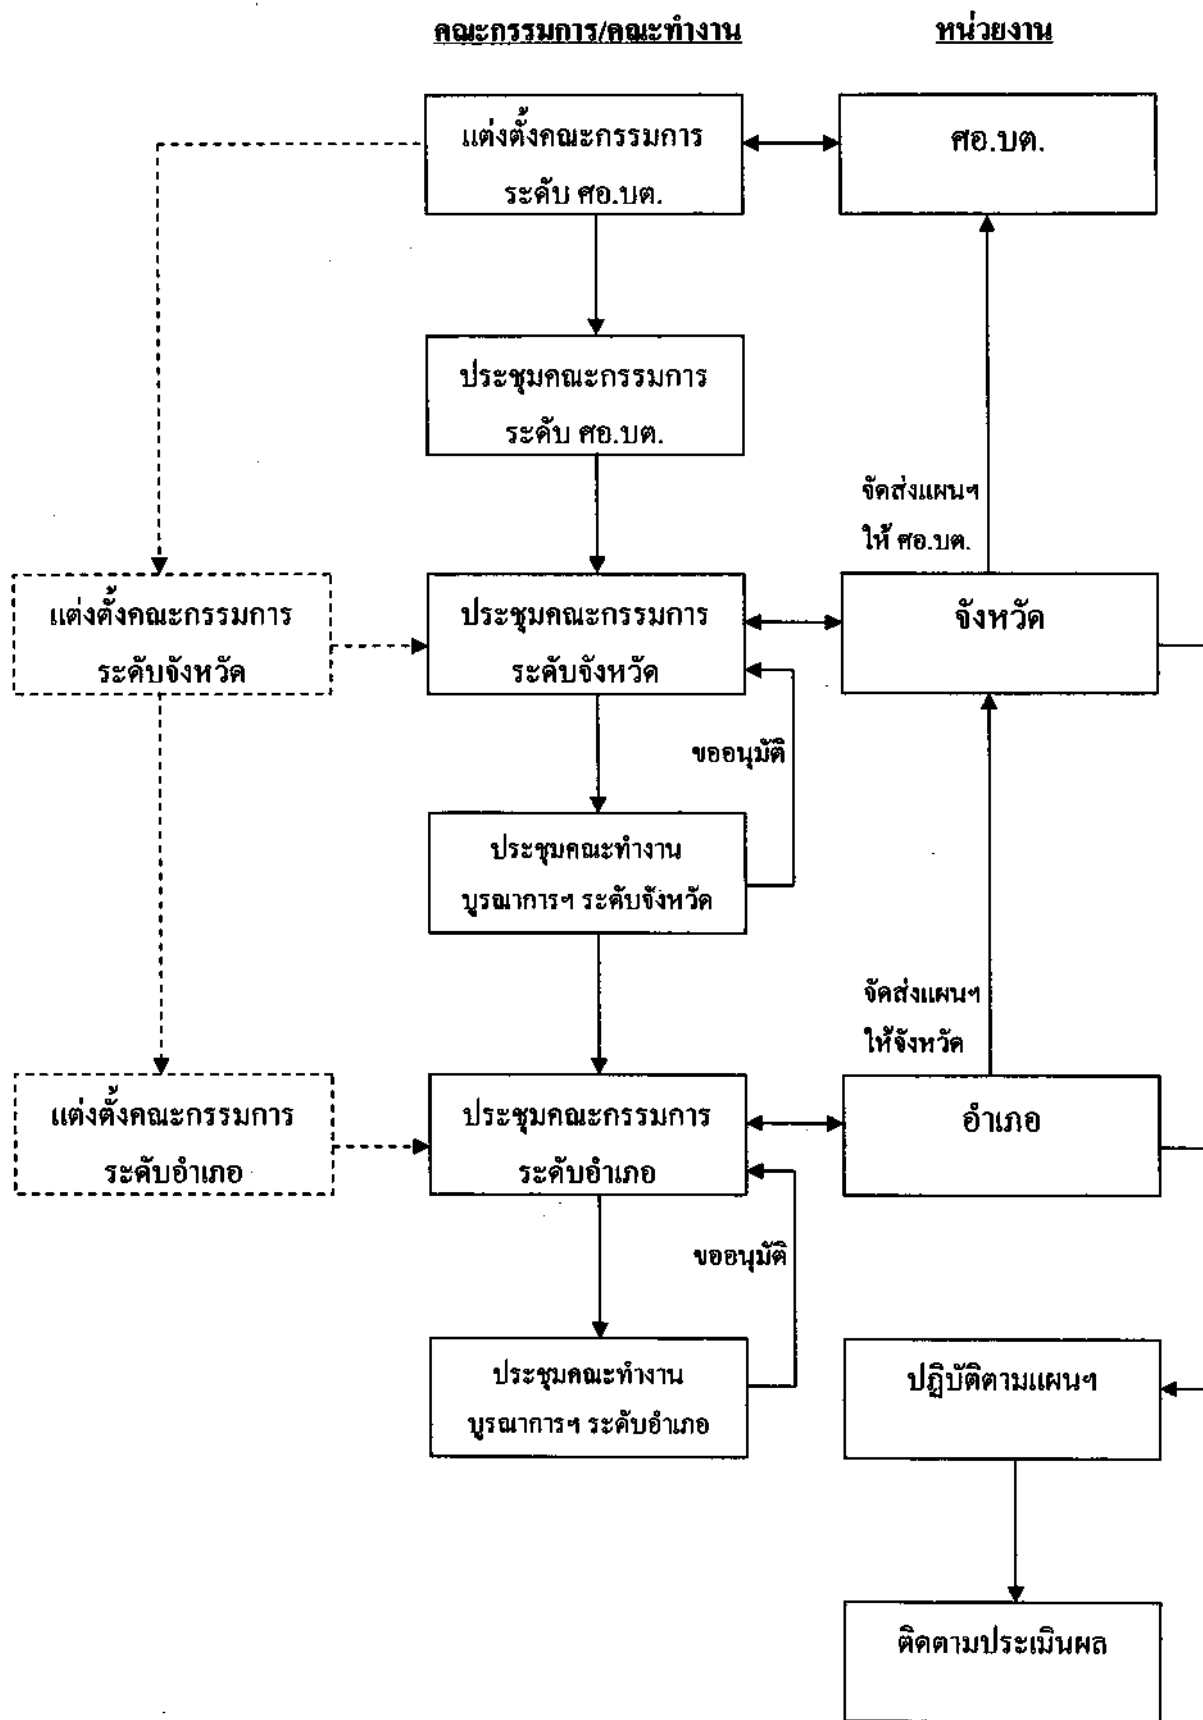 คณะกรรมการ/คณะทำงาน
หน่วยงาน
แต่งตั้งคณะกรรมการ
ระดับ ศอ.บต.
ศอ.บต.
ประชุมคณะกรรมการ
ระดับ ศอ.บต.
จัดส่งแผนฯ
ให้ ศอ.บต.
แต่งตั้งคณะกรรมการ
ระดับจังหวัด
ประชุมคณะกรรมการ
ระดับจังหวัด
จังหวัด
ขออนุมัติ
ประชุมคณะทำงาน
บูรณาการฯ ระดับจังหวัด
จัดส่งแผนฯ
ให้จังหวัด
แต่งตั้งคณะกรรมการ
ระดับอำเภอ
ประชุมคณะกรรมการ
ระดับอำเภอ
อำเภอ
ขออนุมัติ
ประชุมคณะทำงาน
บูรณาการฯ ระดับอำเภอ
ปฏิบัติตามแผนฯ
ติดตามประเมินผล